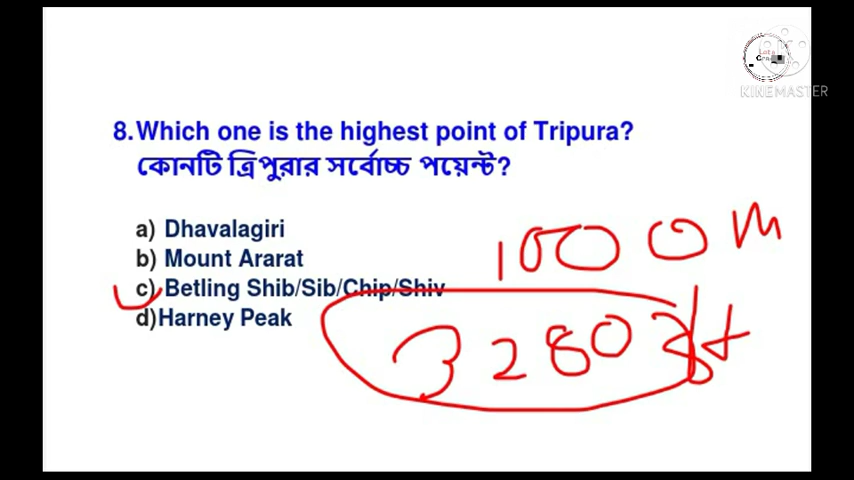 KINEMASTER
8.Which one is the highest point of Tripura?
কোনটি ত্রিপুরার সর্বোচ্চ পয়েন্ট?
a) Dhavalagiri
b) Mount Ararat
c) Betling Shib/Sib/Chip/Shiv
d)Harney Peak
1000 m
3280 ft